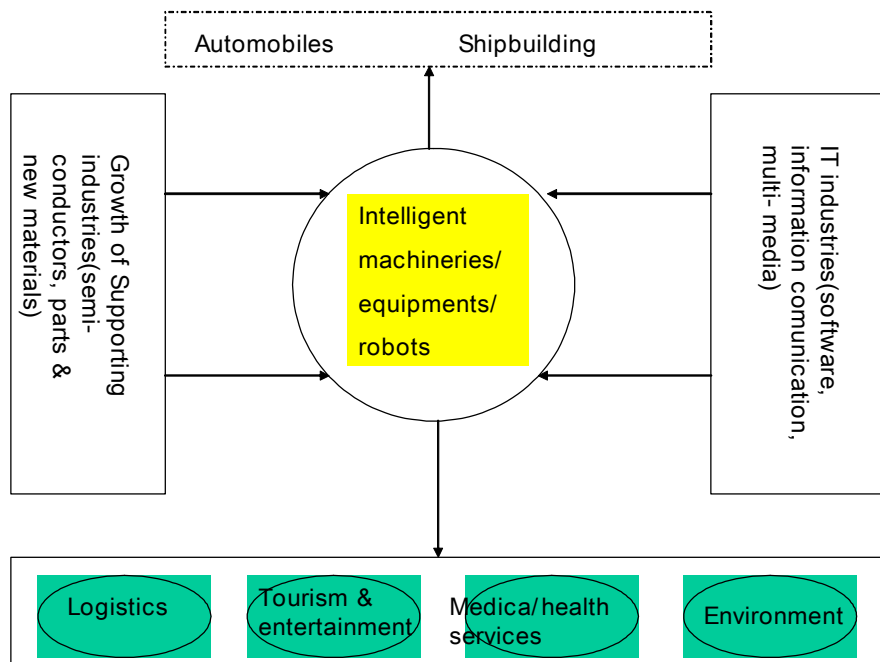 Automobiles Shipbuilding
Growth of Supporting
industries(semi-
conductors, parts &
new materials)
Intelligent
machineries/
equipments/
robots
IT industries(software,
information comunication,
multi- media)
Logistics
Tourism &
entertainment
Medica/ health
services
Environment